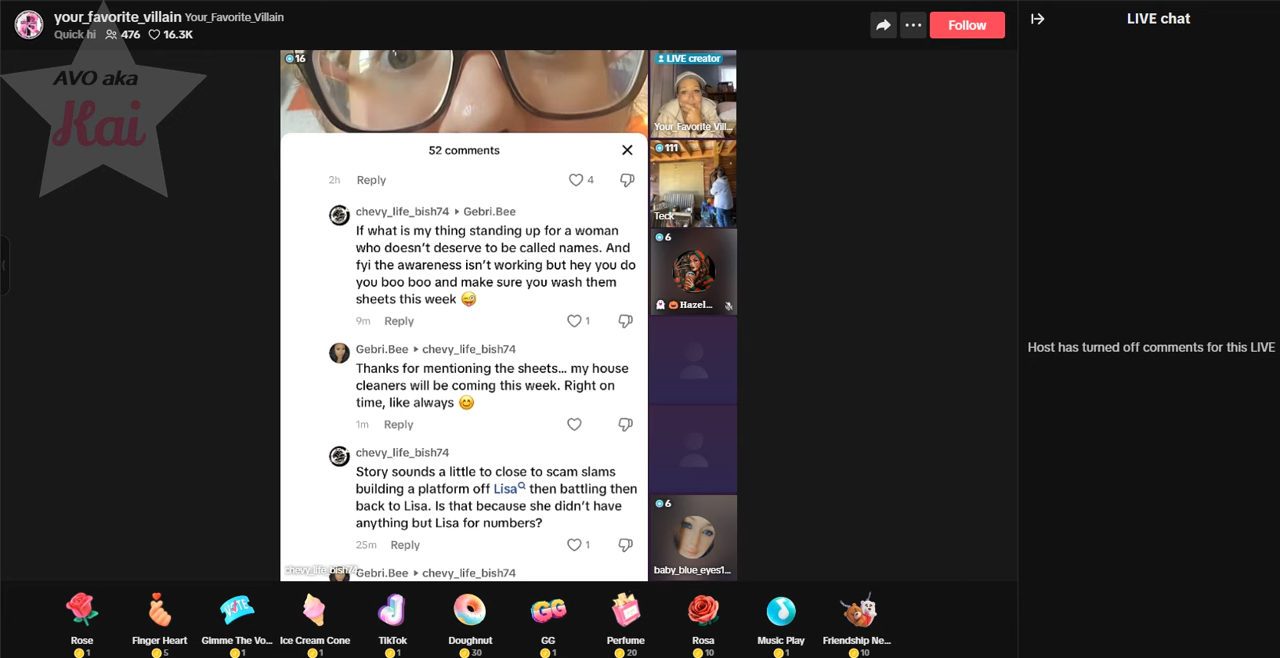 your_favorite_villain Your_Favorite_Villain
Quick hi 476 16.3K
Follow
LIVE chat
AVO aka
Kai
16
52 comments
2h Reply 4
chevy_life_bish74 Gebri.Bee
If what is my thing standing up for a woman
who doesn't deserve to be called names. And
fyi the awareness isn't working but hey you do
you boo boo and make sure you wash them
sheets this week
9m Reply 1
Gebri.Bee chevy_life_bish74
Thanks for mentioning the sheets... my house
cleaners will be coming this week. Right on
time, like always
1m Reply
chevy_life_bish74
Story sounds a little to close to scam slams
building a platform off Lisa then battling then
back to Lisa. Is that because she didn't have
anything but Lisa for numbers?
25m Reply 1
Gebri.Bee chevy_life_bish74
chevy_life_bish74
LIVE creator
Your_Favorite_Vill...
111
Teck
6
Hazel...
6
baby_blue_eyes1...
Host has turned off comments for this LIVE
Rose Finger Heart Gimme The Vo... Ice Cream Cone TikTok Doughnut GG Perfume Rosa Music Play Friendship Ne...
1 5 1 1 1 30 1 20 10 1 10